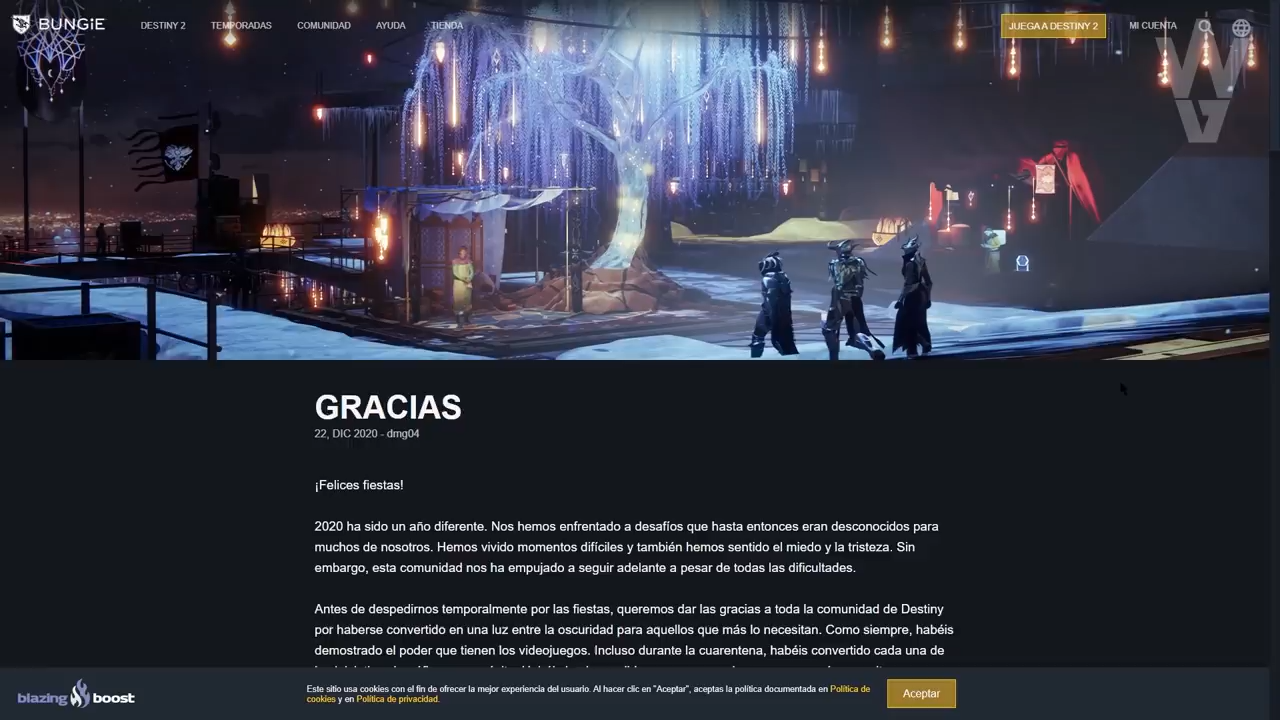 BUNGiE
DESTINY 2
TEMPORADAS
COMUNIDAD
AYUDA
TIENDA
JUEGA A DESTINY 2
MI CUENTA
WG
GRACIAS
22, DIC 2020 - dmg04
¡Felices fiestas!
2020 ha sido un año diferente. Nos hemos enfrentado a desafíos que hasta entonces eran desconocidos para
muchos de nosotros. Hemos vivido momentos difíciles y también hemos sentido el miedo y la tristeza. Sin
embargo, esta comunidad nos ha empujado a seguir adelante a pesar de todas las dificultades.
Antes de despedirnos temporalmente por las fiestas, queremos dar las gracias a toda la comunidad de Destiny
por haberse convertido en una luz entre la oscuridad para aquellos que más lo necesitan. Como siempre, habéis
demostrado el poder que tienen los videojuegos. Incluso durante la cuarentena, habéis convertido cada una de
blazing boost
Este sitio usa cookies con el fin de ofrecer la mejor experiencia del usuario. Al hacer clic en "Aceptar", aceptas la política documentada en Política de
cookies y en Política de privacidad.
Aceptar